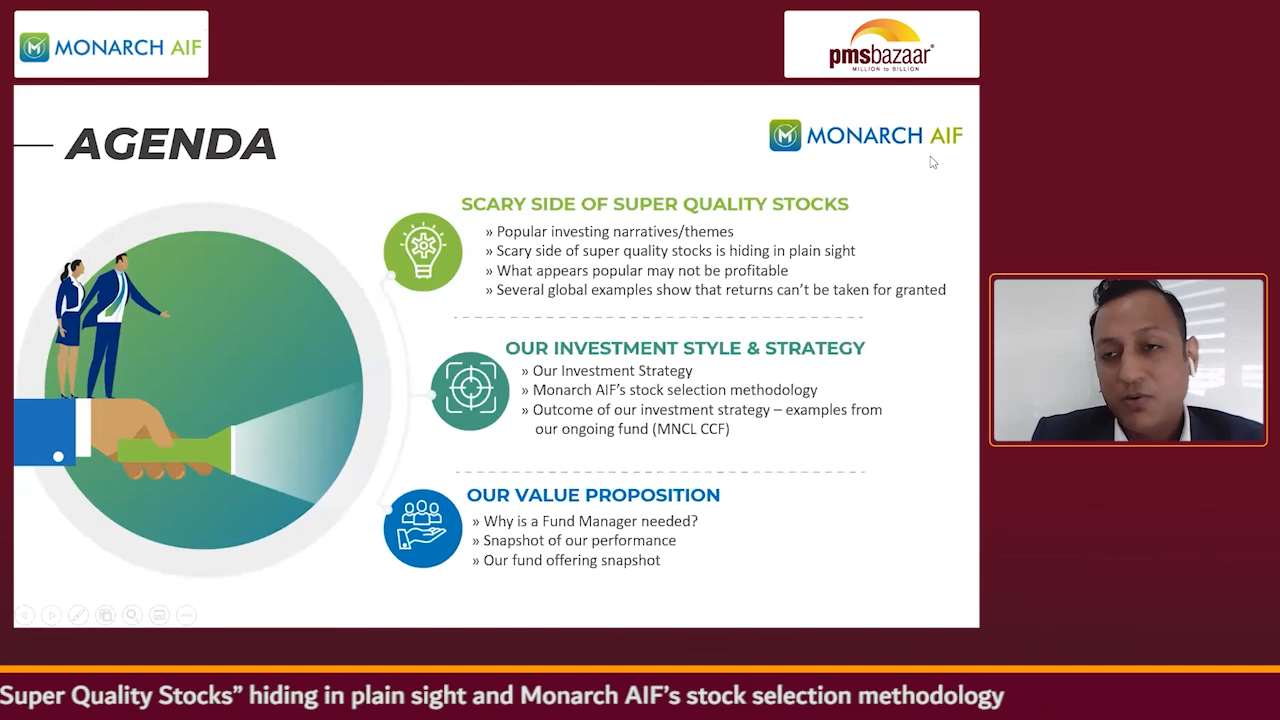 MONARCH AIF
pmsbazaar
MILLION to BILLION
AGENDA
MONARCH AIF
SCARY SIDE OF SUPER QUALITY STOCKS
» Popular investing narratives/themes
» Scary side of super quality stocks is hiding in plain sight
» What appears popular may not be profitable
» Several global examples show that returns can’t be taken for granted
OUR INVESTMENT STYLE & STRATEGY
» Our Investment Strategy
» Monarch AIF’s stock selection methodology
» Outcome of our investment strategy – examples from
our ongoing fund (MNCL CCF)
OUR VALUE PROPOSITION
» Why is a Fund Manager needed?
» Snapshot of our performance
» Our fund offering snapshot
Super Quality Stocks” hiding in plain sight and Monarch AIF’s stock selection methodology